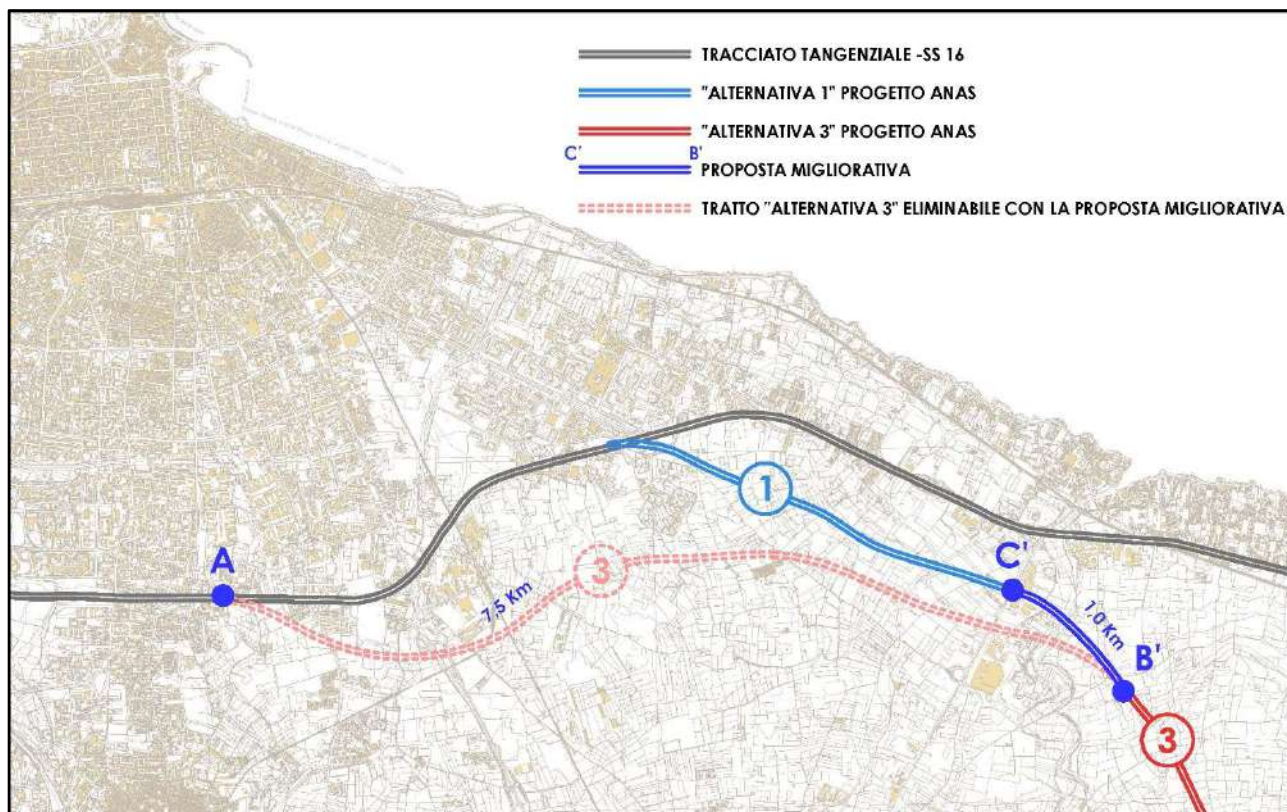 TRACCIATO TANGENZIALE -SS 16
"ALTERNATIVA 1" PROGETTO ANAS
"ALTERNATIVA 3" PROGETTO ANAS
C' B'
PROPOSTA MIGLIORATIVA
TRATTO "ALTERNATIVA 3" ELIMINABILE CON LA PROPOSTA MIGLIORATIVA
1
A
3
7,5 Km
C'
1,0 Km
B'
3